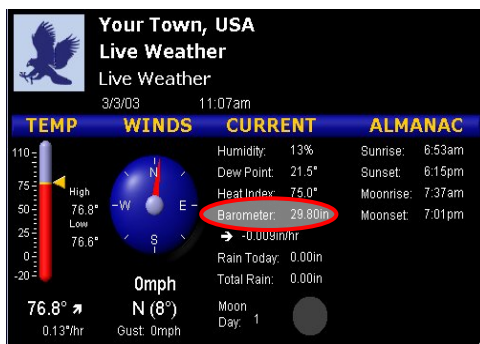 Your Town, USA
Live Weather
Live Weather
3/3/03 11:07am
TEMP WINDS CURRENT ALMANAC
110
75
50
25
0
-20
High
76.8°
Low
76.6°
76.8°
0.13°/hr
N
-W
E-
S
0mph
N (8°)
Gust: 0mph
Humidity: 13%
Dew Point: 21.5°
Heat Index: 75.0°
Barometer: 29.80in
-0.009in/hr
Rain Today: 0.00in
Total Rain: 0.00in
Moon
Day: 1
Sunrise: 6:53am
Sunset: 6:15pm
Moonrise: 7:37am
Moonset: 7:01pm